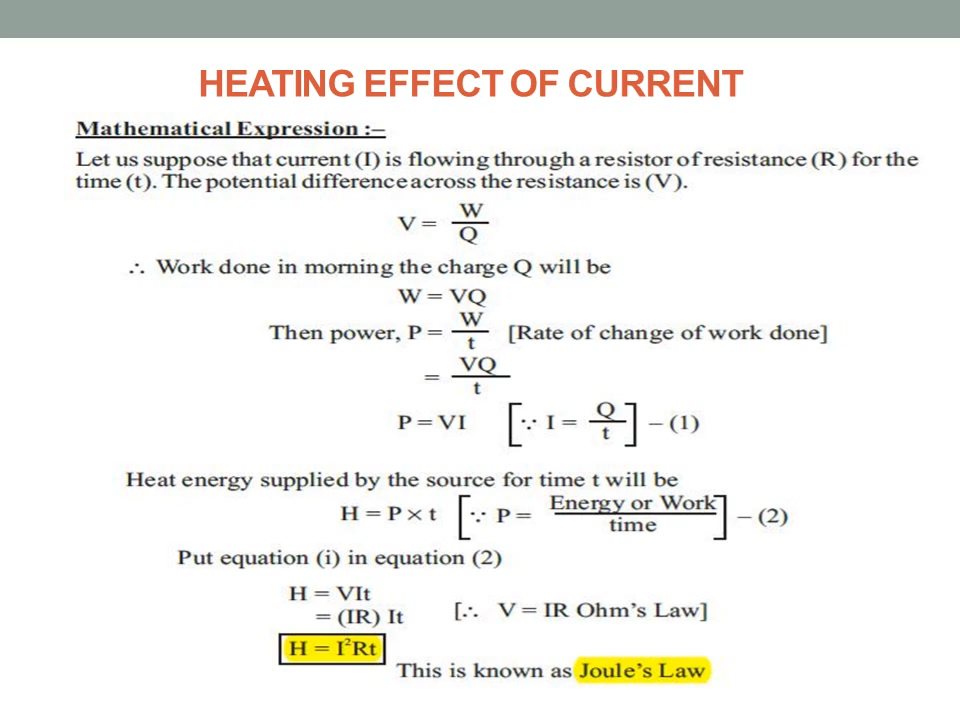 HEATING EFFECT OF CURRENT
Mathematical Expression :–
Let us suppose that current (I) is flowing through a resistor of resistance (R) for the
time (t). The potential difference across the resistance is (V).
V = W/Q
∴ Work done in morning the charge Q will be
W = VQ
Then power, P = W/t [Rate of change of work done]
= VQ/t
P = VI [∵ I = Q/t] – (1)
Heat energy supplied by the source for time t will be
H = P × t [∵ P = Energy or Work/time] – (2)
Put equation (i) in equation (2)
H = VIt
= (IR) It [∴ V = IR Ohm's Law]
H = I²Rt
This is known as Joule's Law